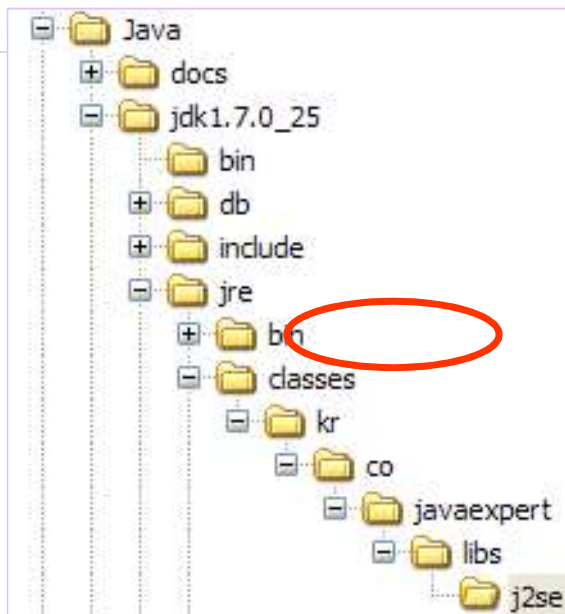 Java
docs
jdk1.7.0_25
bin
db
include
jre
bin
classes
kr
co
javaexpert
libs
j2se